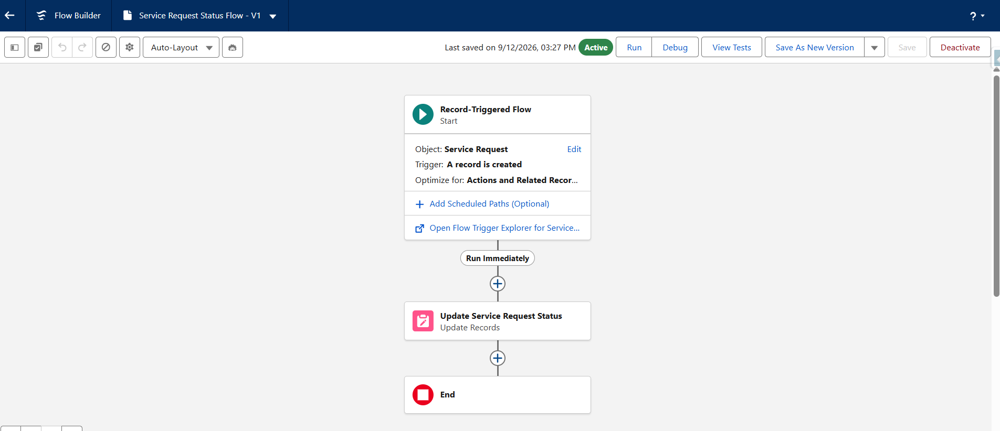 Flow Builder
Service Request Status Flow - V1
?
Auto-Layout
Last saved on 9/12/2026, 03:27 PM
Active
Run
Debug
View Tests
Save As New Version
Save
Deactivate
Record-Triggered Flow
Start
Object: Service Request
Edit
Trigger: A record is created
Optimize for: Actions and Related Recor...
Add Scheduled Paths (Optional)
Open Flow Trigger Explorer for Service...
Run Immediately
Update Service Request Status
Update Records
End